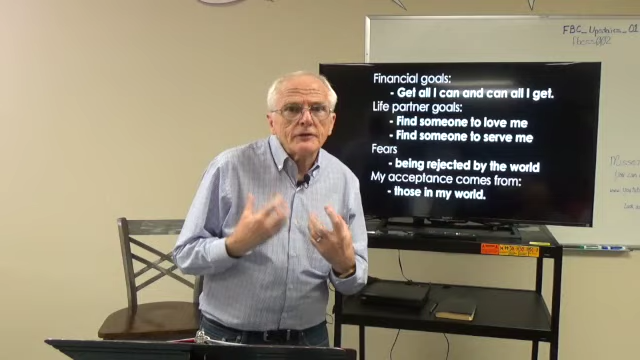 FBC_Upstairs_01
Financial goals:
- Get all I can and can all I get.
Life partner goals:
- Find someone to love me
- Find someone to serve me
Fears
- being rejected by the world
My acceptance comes from:
- those in my world.